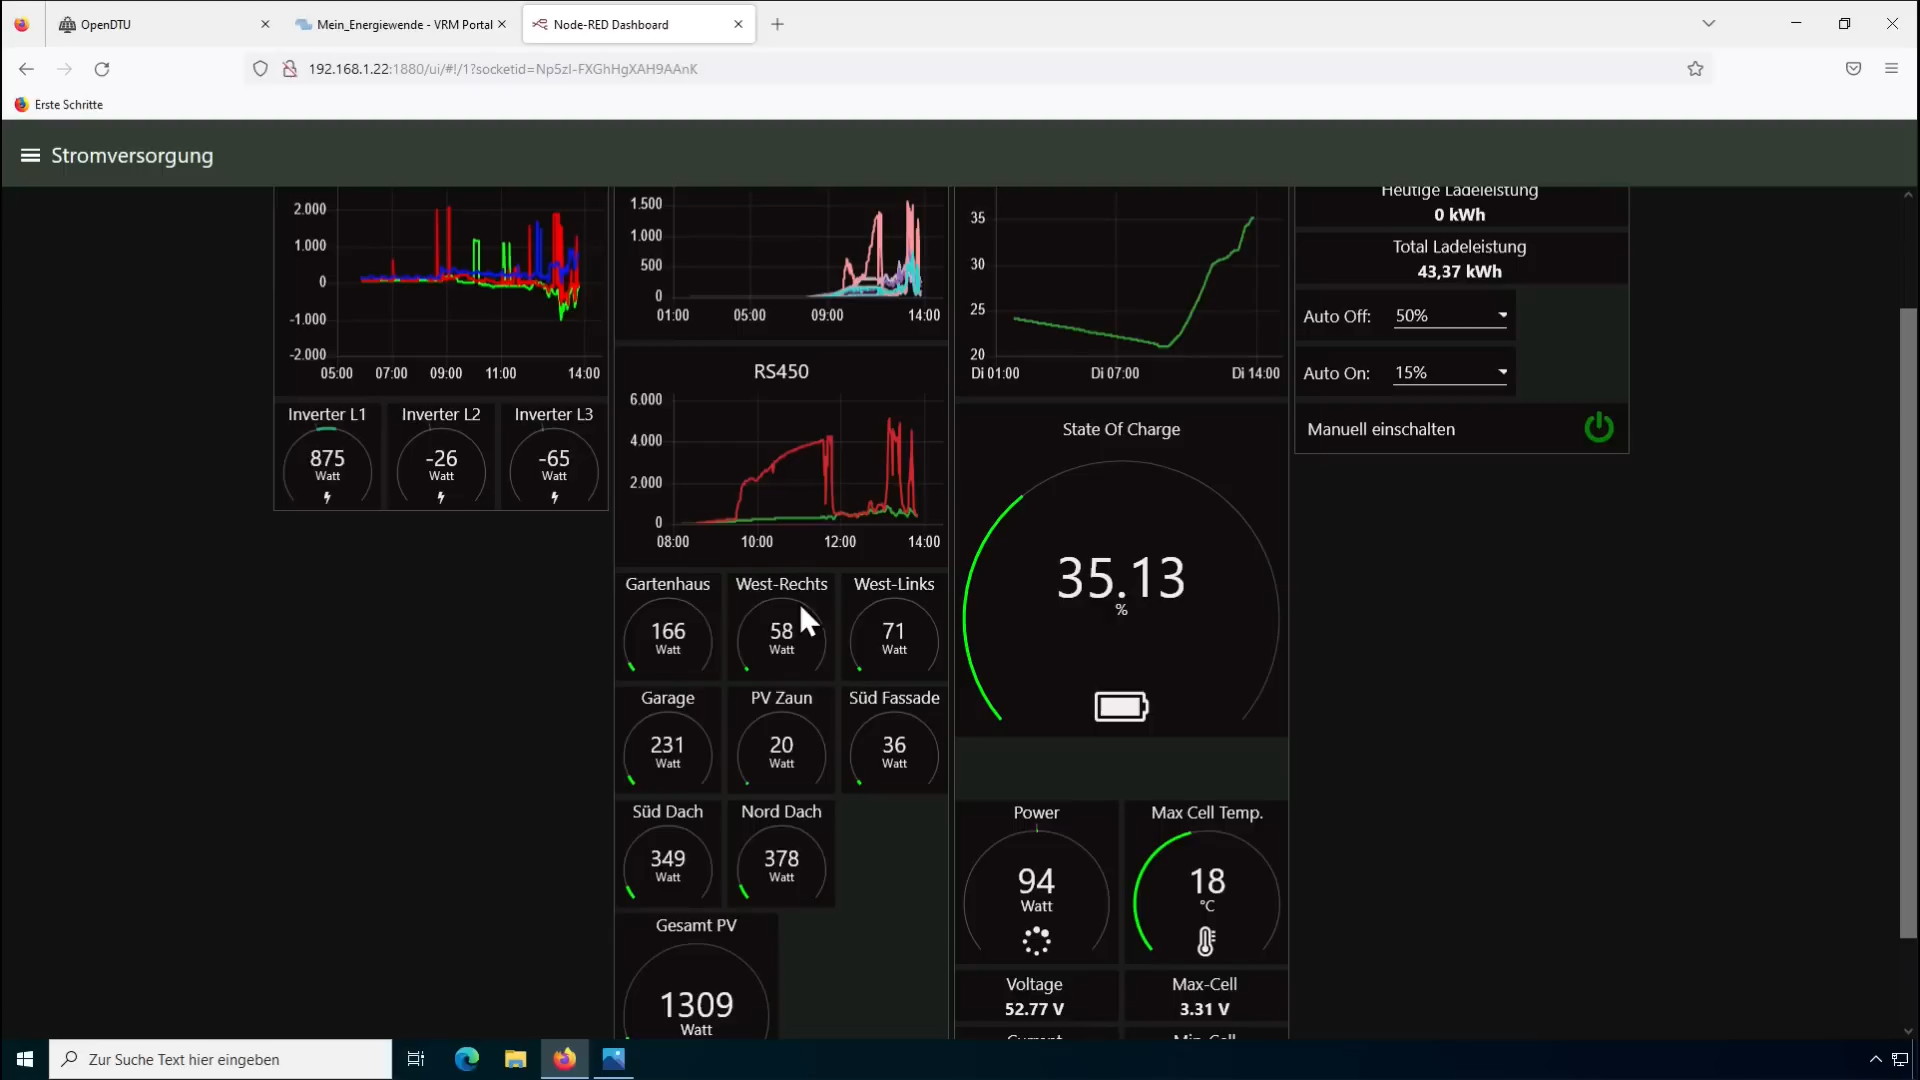 OpenDTU
Mein_Energiewende - VRM Portal
Node-RED Dashboard
192.168.1.22:1880/ui/#!/1?socketid=Np5zI-FXGhHgXAH9AAnK
Erste Schritte
Stromversorgung
2.000
1.000
0
-1.000
-2.000
05:00 07:00 09:00 11:00 14:00
Inverter L1
875
Watt
Inverter L2
-26
Watt
Inverter L3
-65
Watt
1.500
1.000
500
0
01:00 05:00 09:00 14:00
RS450
6.000
4.000
2.000
0
08:00 10:00 12:00 14:00
Gartenhaus
166
Watt
West-Rechts
58
Watt
West-Links
71
Watt
Garage
231
Watt
PV Zaun
20
Watt
Süd Fassade
36
Watt
Süd Dach
349
Watt
Nord Dach
378
Watt
Gesamt PV
1309
Watt
35
30
25
20
Di 01:00 Di 07:00 Di 14:00
State Of Charge
35.13
%
Power
94
Watt
Max Cell Temp.
18
°C
Voltage
52.77 V
Max-Cell
3.31 V
Heutige Ladeleistung
0 kWh
Total Ladeleistung
43,37 kWh
Auto Off: 50%
Auto On: 15%
Manuell einschalten
Zur Suche Text hier eingeben